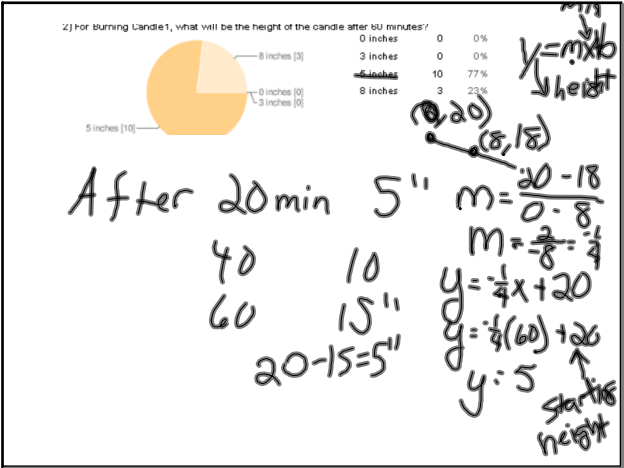 2) For Burning Candle1, what will be the height of the candle after 60 minutes?
0 inches 0 0%
3 inches 0 0%
5 inches 10 77%
8 inches 3 23%
8 inches [3]
0 inches [0]
3 inches [0]
5 inches [10]
min
y=mx+b
height
(0,20)
(8,18)
After 20min 5"
40 10
60 15"
20-15=5"
m=20-18/0-8
m=2/-8=-1/4
y=-1/4x+20
y=-1/4(60)+20
y=5
starting
height